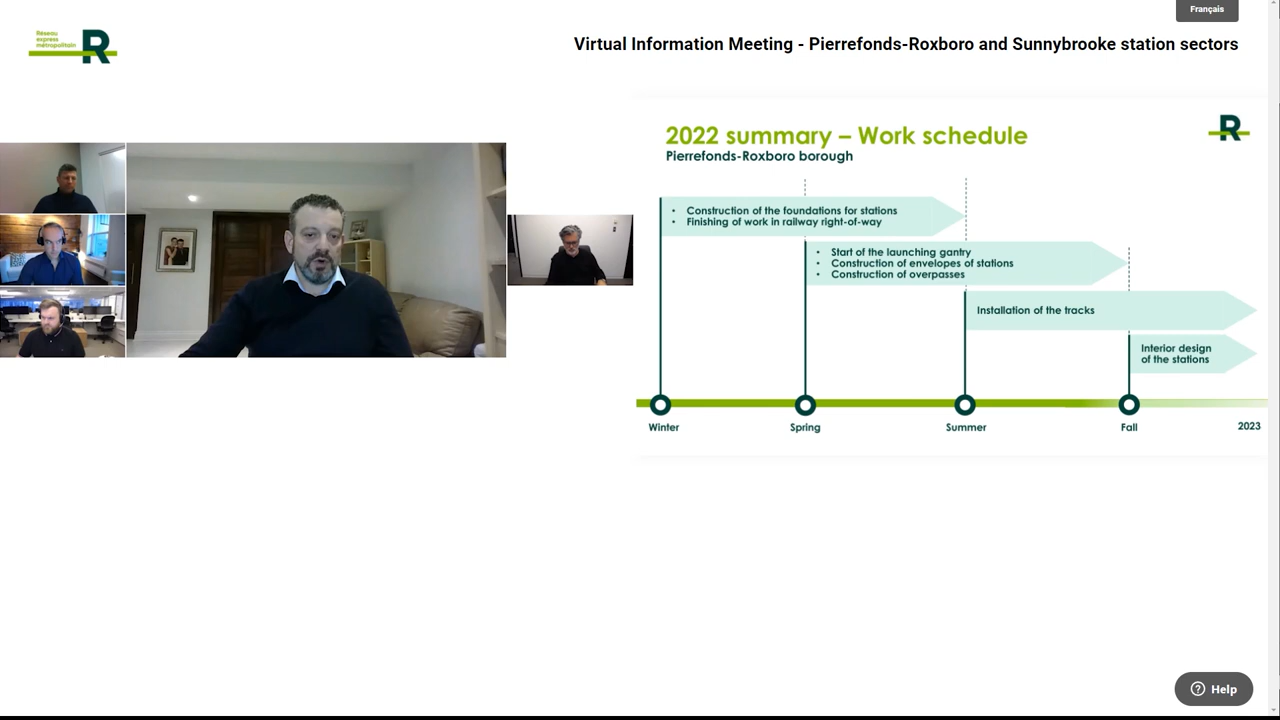 Français
Réseau
express
métropolitain
R
Virtual Information Meeting - Pierrefonds-Roxboro and Sunnybrooke station sectors
2022 summary – Work schedule
R
Pierrefonds-Roxboro borough
• Construction of the foundations for stations
• Finishing of work in railway right-of-way
• Start of the launching gantry
• Construction of envelopes of stations
• Construction of overpasses
Installation of the tracks
Interior design
of the stations
Winter
Spring
Summer
Fall
2023
Help